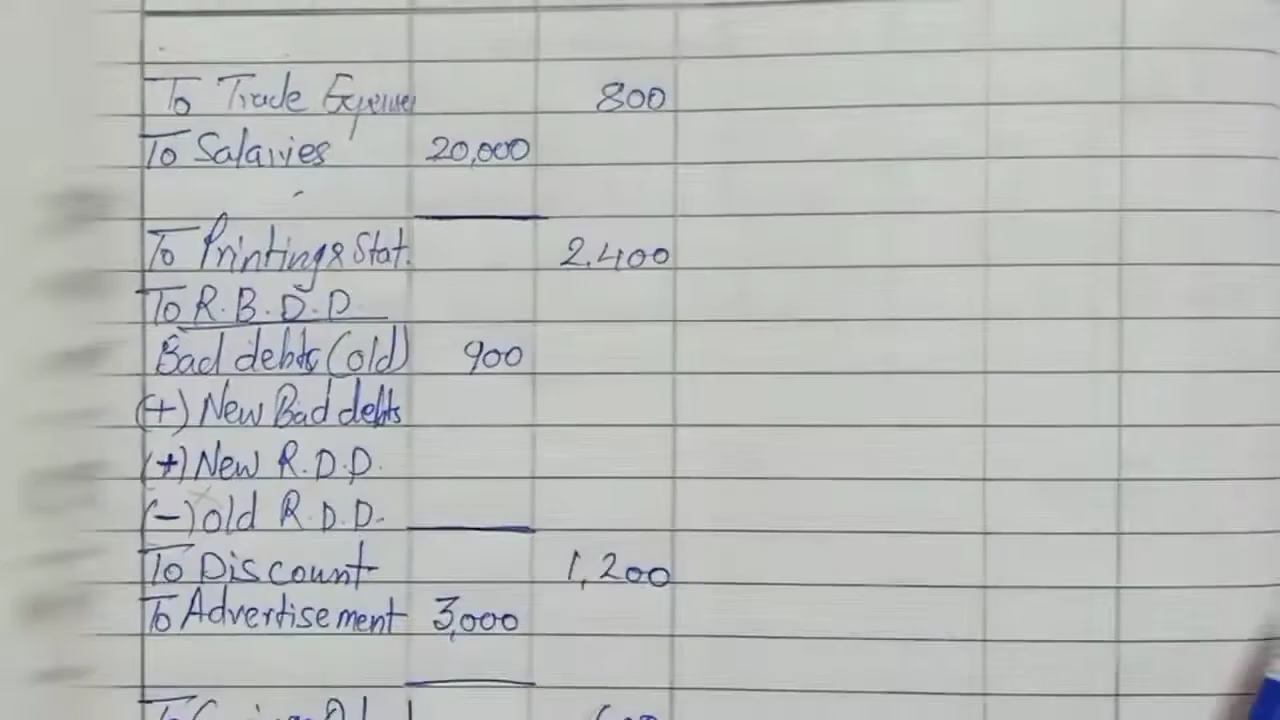 To Trade Expenses 800
To Salaries 20,000
To Printing & Stat. 2,400
To R.B.D.D
Bad debts (old) 900
(+) New Bad debts
(+) New R.D.D.
(-) old R.D.D.
To Discount 1,200
To Advertisement 3,000
To